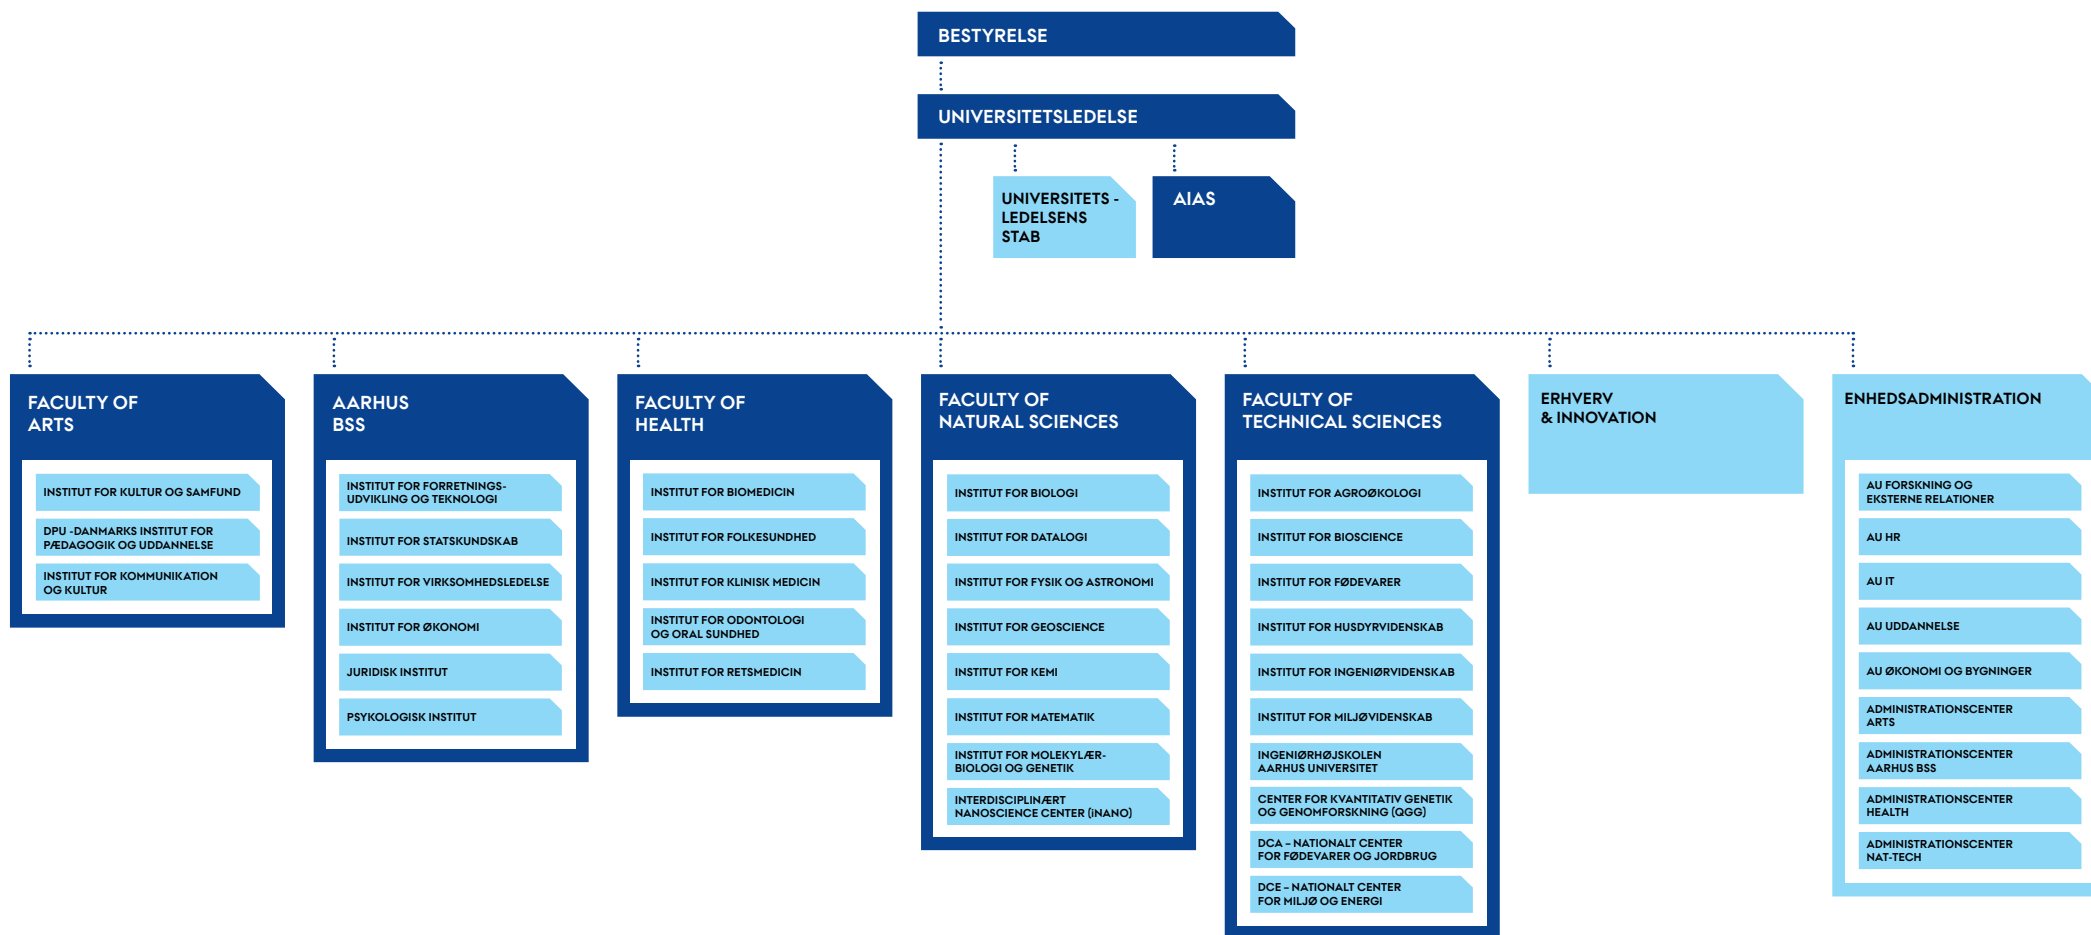 BESTYRELSE
UNIVERSITETSLEDELSE
UNIVERSITETS -
LEDELSENS
STAB
AIAS
FACULTY OF
ARTS
INSTITUT FOR KULTUR OG SAMFUND
DPU -DANMARKS INSTITUT FOR
PÆDAGOGIK OG UDDANNELSE
INSTITUT FOR KOMMUNIKATION
OG KULTUR
AARHUS
BSS
INSTITUT FOR FORRETNINGS-
UDVIKLING OG TEKNOLOGI
INSTITUT FOR STATSKUNDSKAB
INSTITUT FOR VIRKSOMHEDSLEDELSE
INSTITUT FOR ØKONOMI
JURIDISK INSTITUT
PSYKOLOGISK INSTITUT
FACULTY OF
HEALTH
INSTITUT FOR BIOMEDICIN
INSTITUT FOR FOLKESUNDHED
INSTITUT FOR KLINISK MEDICIN
INSTITUT FOR ODONTOLOGI
OG ORAL SUNDHED
INSTITUT FOR RETSMEDICIN
FACULTY OF
NATURAL SCIENCES
INSTITUT FOR BIOLOGI
INSTITUT FOR DATALOGI
INSTITUT FOR FYSIK OG ASTRONOMI
INSTITUT FOR GEOSCIENCE
INSTITUT FOR KEMI
INSTITUT FOR MATEMATIK
INSTITUT FOR MOLEKYLÆR-
BIOLOGI OG GENETIK
INTERDISCIPLINÆRT
NANOSCIENCE CENTER (iNANO)
FACULTY OF
TECHNICAL SCIENCES
INSTITUT FOR AGROØKOLOGI
INSTITUT FOR BIOSCIENCE
INSTITUT FOR FØDEVARER
INSTITUT FOR HUSDYRVIDENSKAB
INSTITUT FOR INGENIØRVIDENSKAB
INSTITUT FOR MILJØVIDENSKAB
INGENIØRHØJSKOLEN
AARHUS UNIVERSITET
CENTER FOR KVANTITATIV GENETIK
OG GENOMFORSKNING (QGG)
DCA – NATIONALT CENTER
FOR FØDEVARER OG JORDBRUG
DCE – NATIONALT CENTER
FOR MILJØ OG ENERGI
ERHVERV
& INNOVATION
ENHEDSADMINISTRATION
AU FORSKNING OG
EKSTERNE RELATIONER
AU HR
AU IT
AU UDDANNELSE
AU ØKONOMI OG BYGNINGER
ADMINISTRATIONSCENTER
ARTS
ADMINISTRATIONSCENTER
AARHUS BSS
ADMINISTRATIONSCENTER
HEALTH
ADMINISTRATIONSCENTER
NAT-TECH